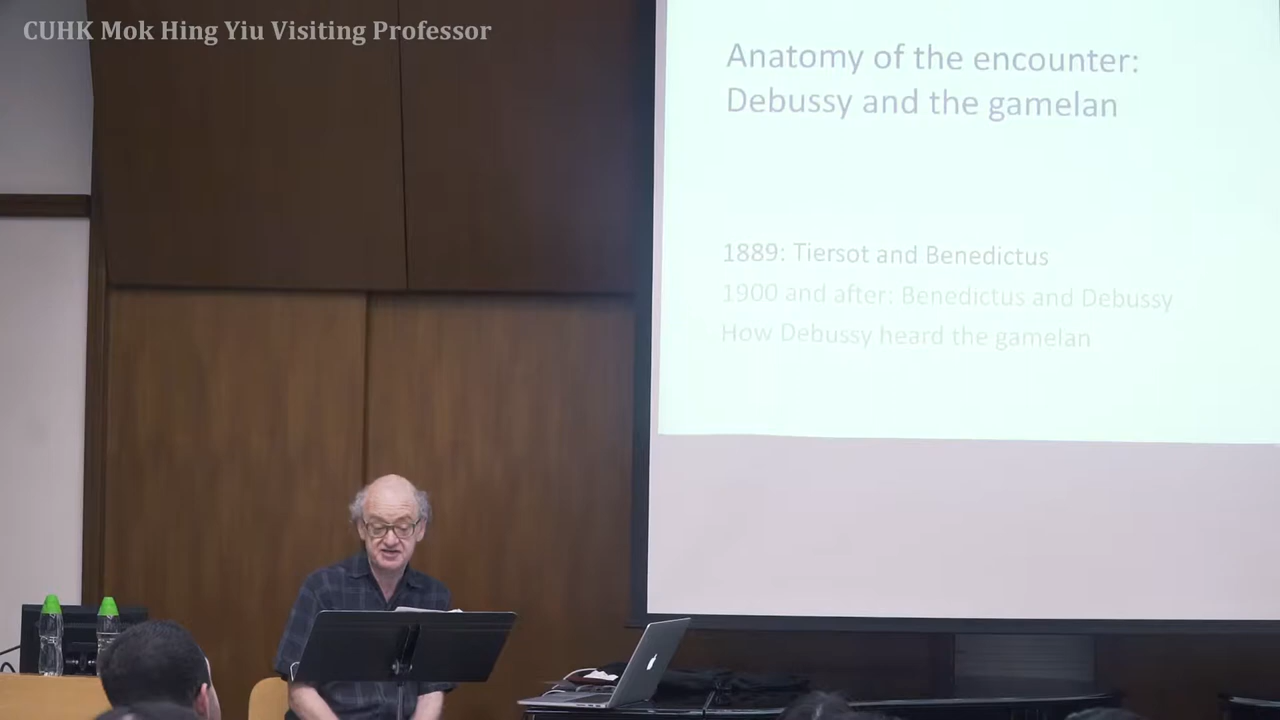 CUHK Mok Hing Yiu Visiting Professor
Anatomy of the encounter:
Debussy and the gamelan
1889: Tiersot and Benedictus
1900 and after: Benedictus and Debussy
How Debussy heard the gamelan